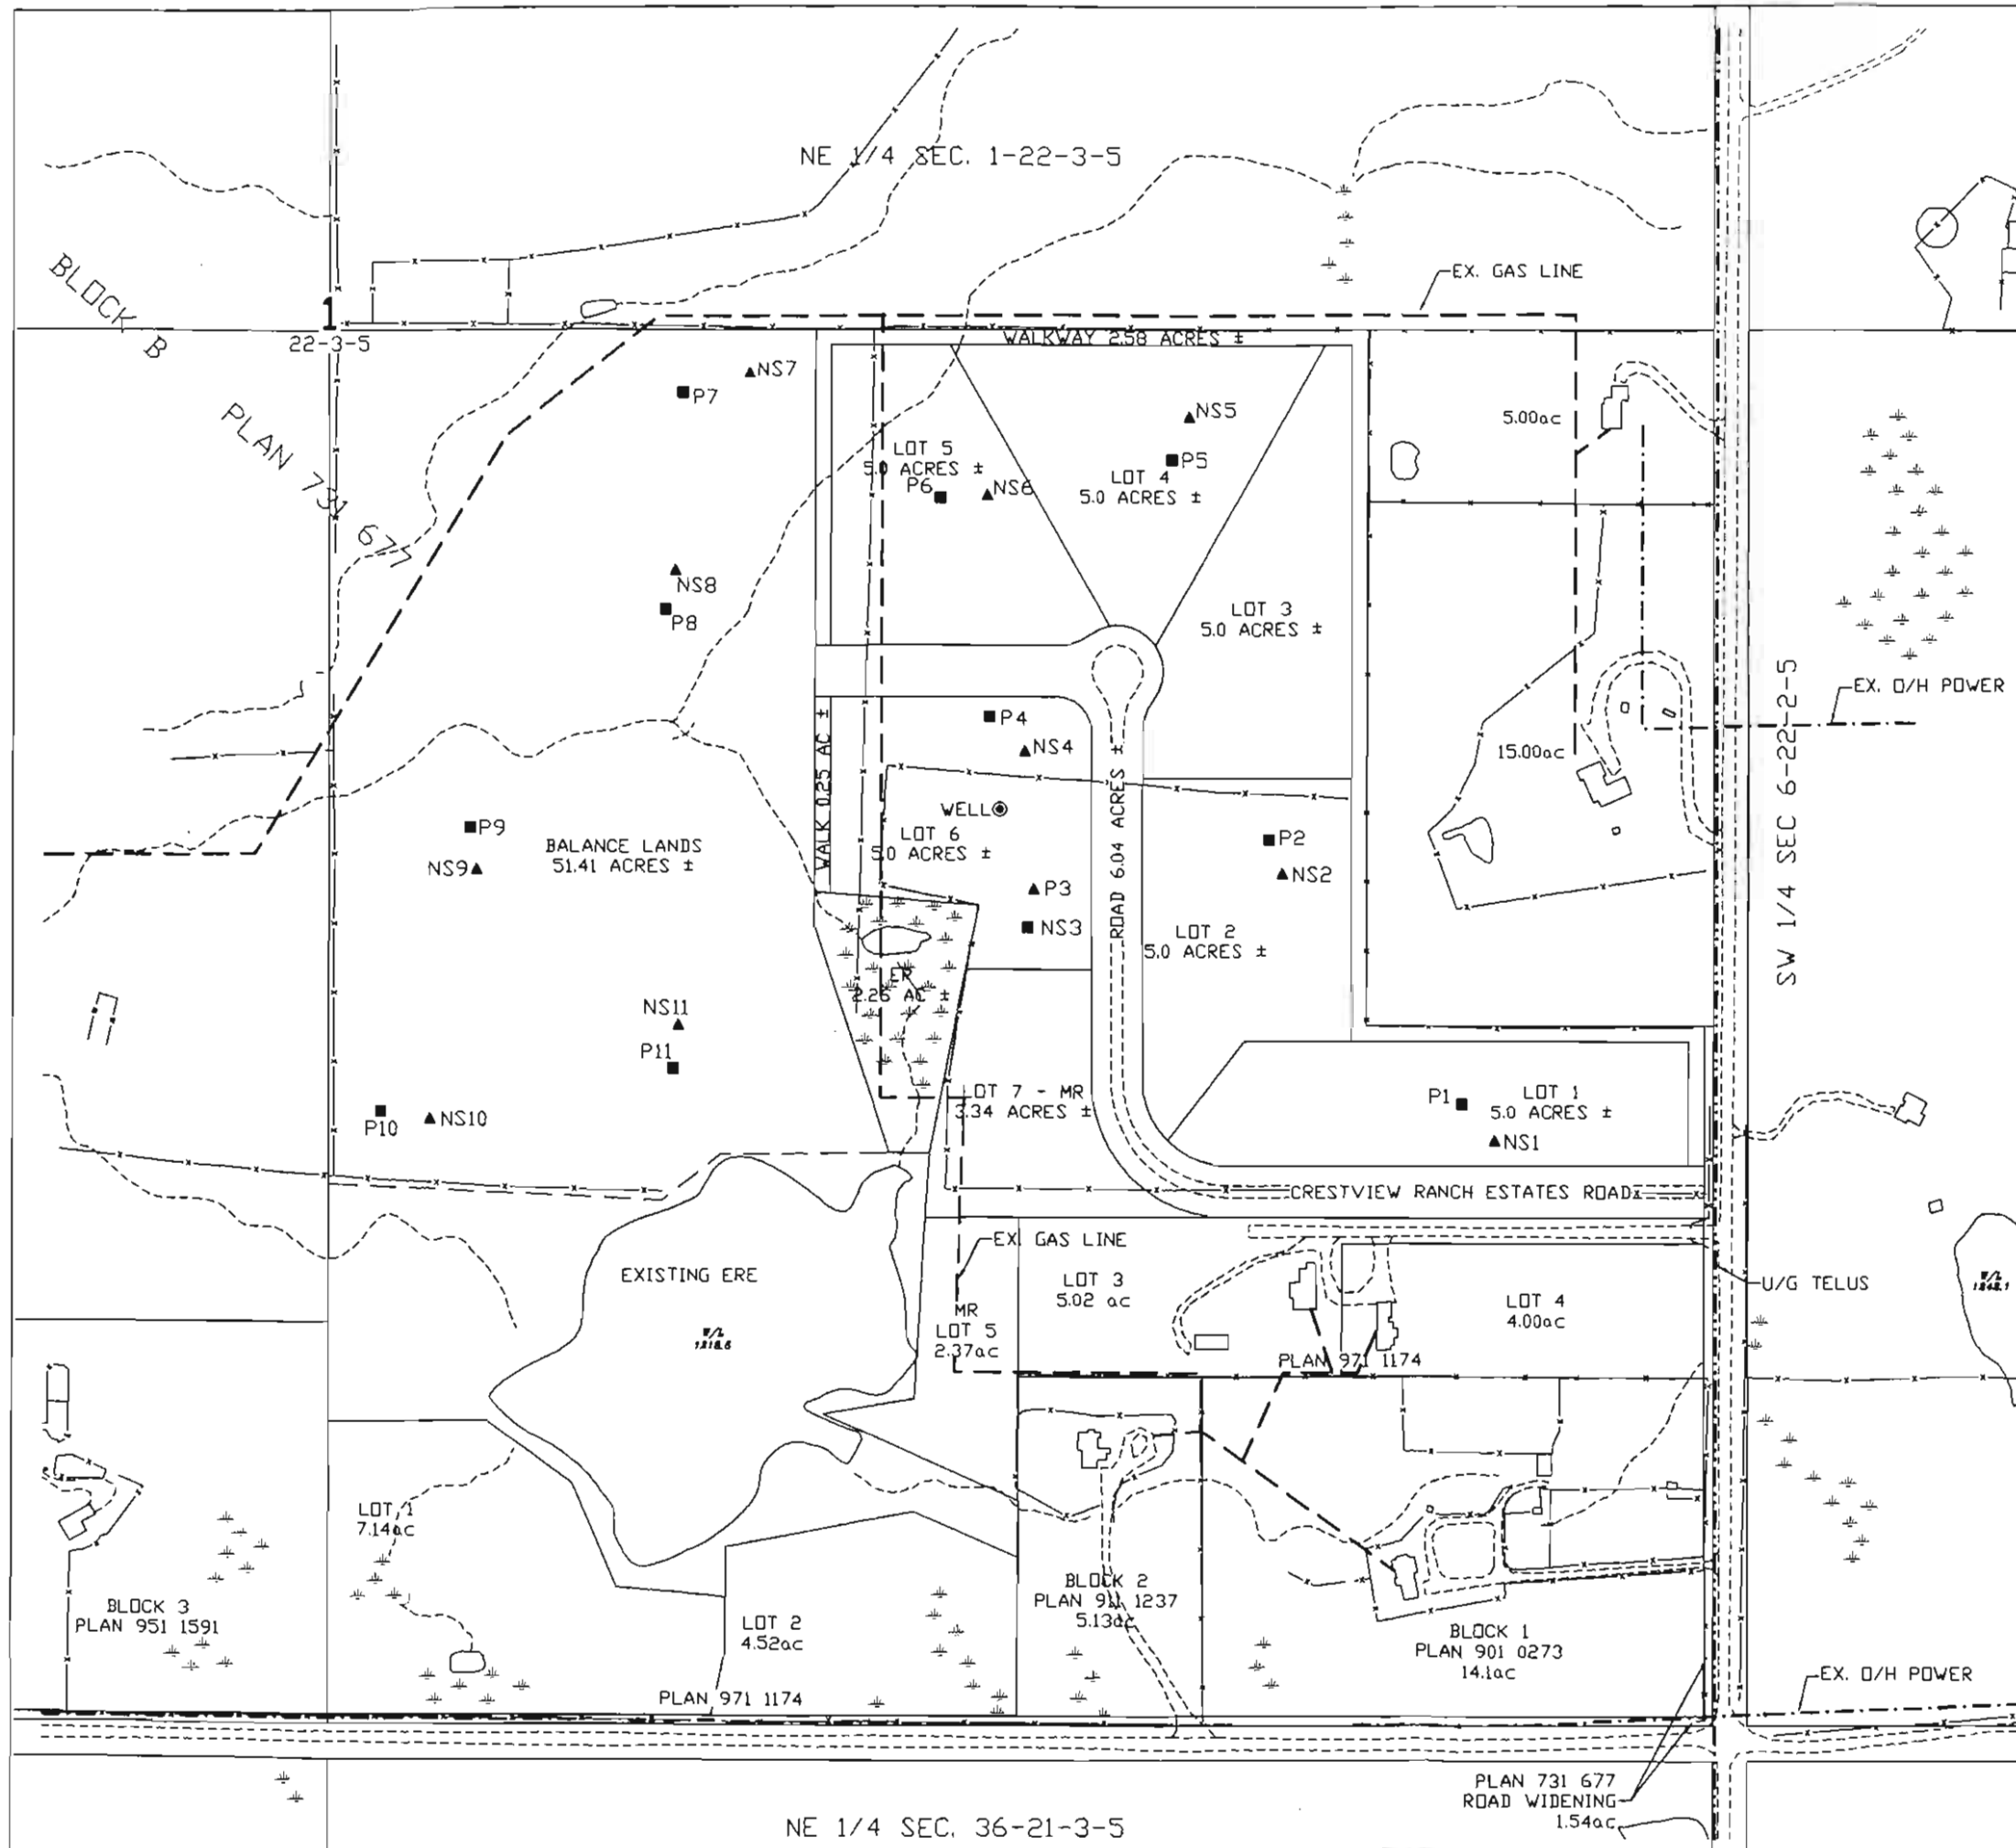 NE 1/4 SEC. 1-22-3-5
BLOCK B
EX. GAS LINE
1
22-3-5
WALKWAY 2.58 ACRES ±
NS7
P7
PLAN 731 677
NS5
5.00ac
LOT 5
5.0 ACRES ±
P6
NS6
P5
LOT 4
5.0 ACRES ±
NS8
P8
LOT 3
5.0 ACRES ±
SW 1/4 SEC 6-22-2-5
EX. O/H POWER
P4
NS4
15.00ac
WALK 0.25 AC ±
ROAD 6.04 ACRES ±
WELL
LOT 6
5.0 ACRES ±
P9
NS9
BALANCE LANDS
51.41 ACRES ±
P2
NS2
P3
NS3
LOT 2
5.0 ACRES ±
ER
2.26 AC ±
NS11
P11
LOT 7 - MR
3.34 ACRES ±
P1
LOT 1
5.0 ACRES ±
P10
NS10
NS1
CRESTVIEW RANCH ESTATES ROAD
EX. GAS LINE
EXISTING ERE
LOT 3
5.02 ac
U/G TELUS
LOT 4
4.00ac
MR
LOT 5
2.37ac
PLAN 971 1174
LOT 1
7.14ac
BLOCK 3
PLAN 951 1591
BLOCK 2
PLAN 911 1237
5.13ac
LOT 2
4.52ac
BLOCK 1
PLAN 901 0273
14.1ac
EX. O/H POWER
PLAN 971 1174
PLAN 731 677
ROAD WIDENING
1.54ac
NE 1/4 SEC. 36-21-3-5